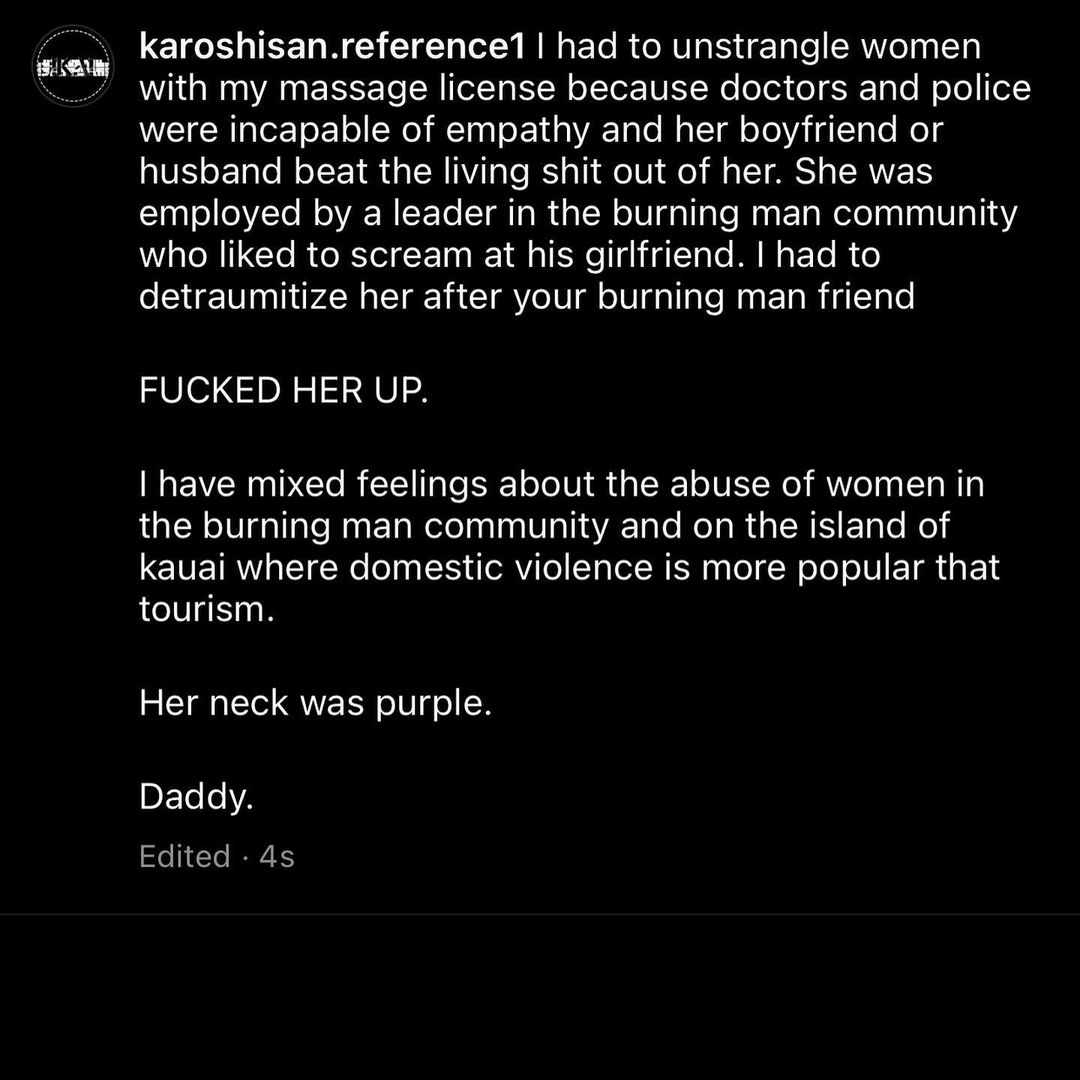 karoshisan.reference1 I had to unstrangle women
with my massage license because doctors and police
were incapable of empathy and her boyfriend or
husband beat the living shit out of her. She was
employed by a leader in the burning man community
who liked to scream at his girlfriend. I had to
detraumitize her after your burning man friend
FUCKED HER UP.
I have mixed feelings about the abuse of women in
the burning man community and on the island of
kauai where domestic violence is more popular that
tourism.
Her neck was purple.
Daddy.
Edited · 4s